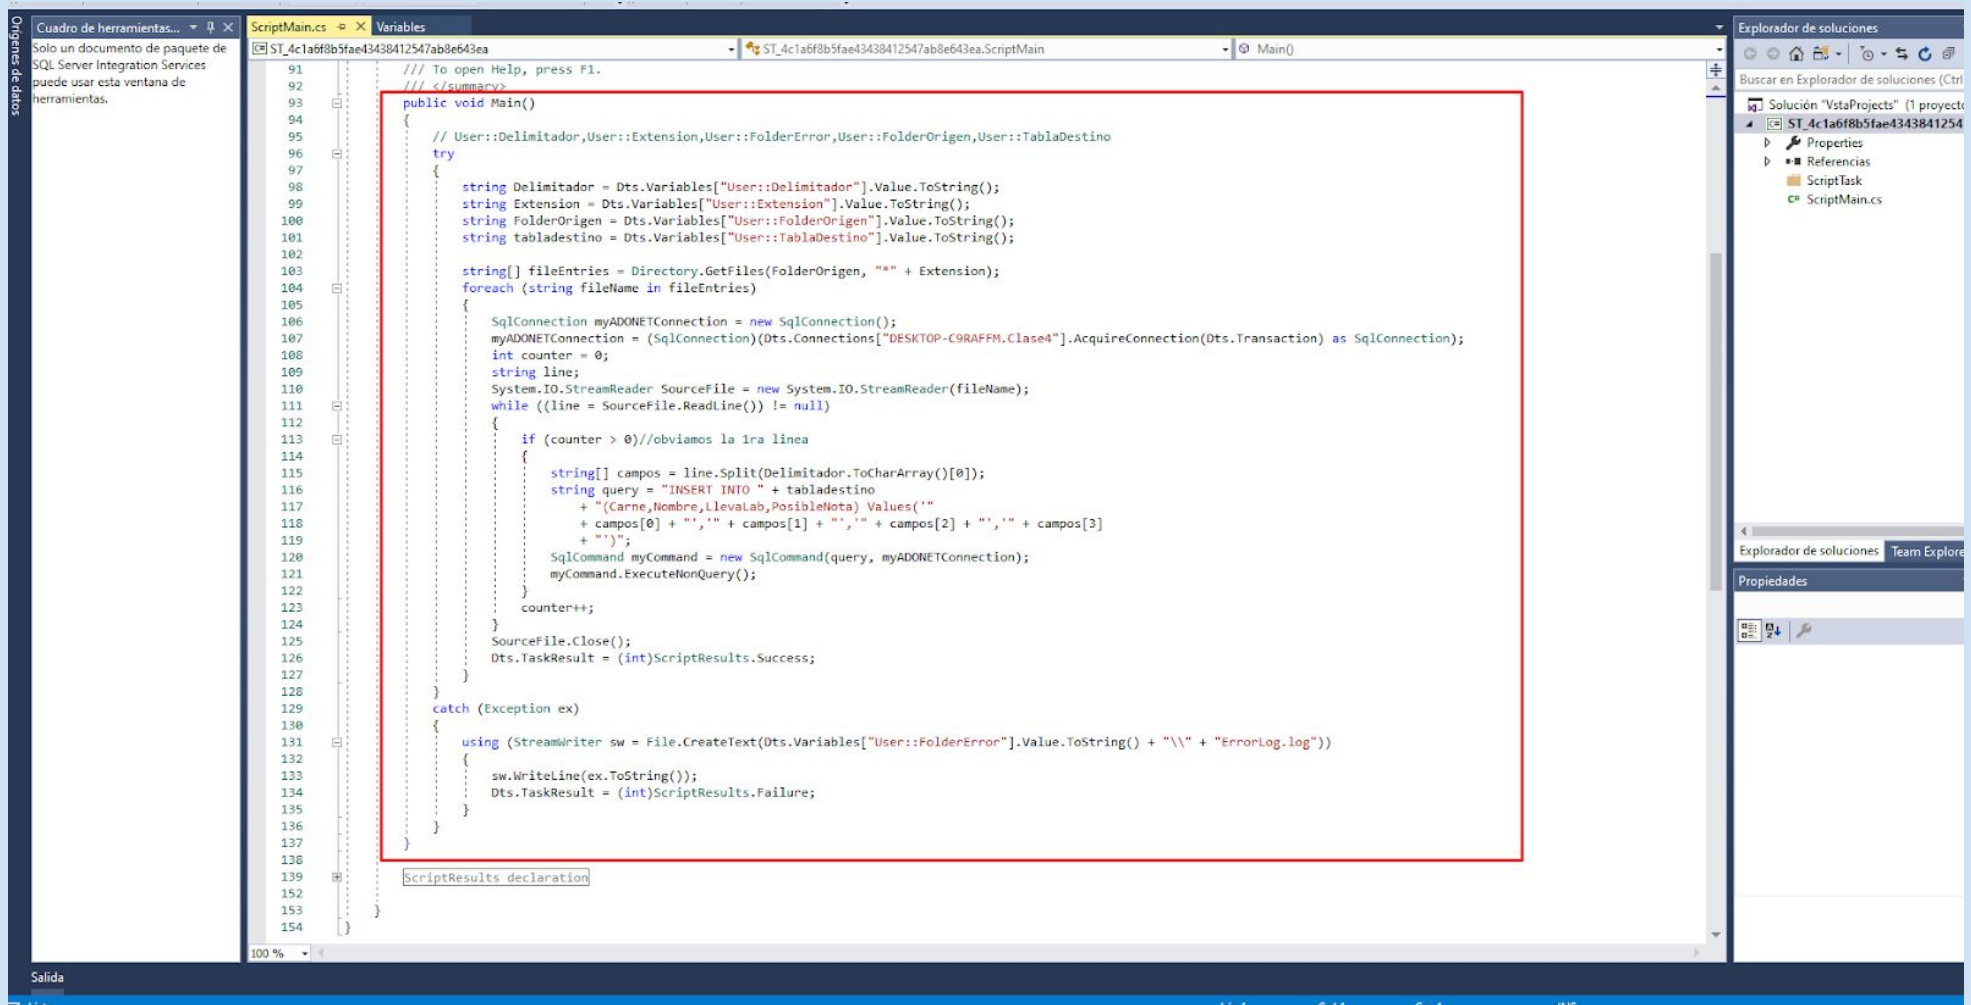 Orígenes de datos
Cuadro de herramientas...
Solo un documento de paquete de
SQL Server Integration Services
puede usar esta ventana de
herramientas.
ScriptMain.cs
Variables
ST_4c1a6f8b5fae43438412547ab8e643ea
ST_4c1a6f8b5fae43438412547ab8e643ea.ScriptMain
Main()
91 /// To open Help, press F1.
92 /// </summary>
93 public void Main()
94 {
95 // User::Delimitador,User::Extension,User::FolderError,User::FolderOrigen,User::TablaDestino
96 try
97 {
98 string Delimitador = Dts.Variables["User::Delimitador"].Value.ToString();
99 string Extension = Dts.Variables["User::Extension"].Value.ToString();
100 string FolderOrigen = Dts.Variables["User::FolderOrigen"].Value.ToString();
101 string tabladestino = Dts.Variables["User::TablaDestino"].Value.ToString();
102
103 string[] fileEntries = Directory.GetFiles(FolderOrigen, "*" + Extension);
104 foreach (string fileName in fileEntries)
105 {
106 SqlConnection myADONETConnection = new SqlConnection();
107 myADONETConnection = (SqlConnection)(Dts.Connections["DESKTOP-C9RAFFM.Clase4"].AcquireConnection(Dts.Transaction) as SqlConnection);
108 int counter = 0;
109 string line;
110 System.IO.StreamReader SourceFile = new System.IO.StreamReader(fileName);
111 while ((line = SourceFile.ReadLine()) != null)
112 {
113 if (counter > 0)//obviamos la 1ra linea
114 {
115 string[] campos = line.Split(Delimitador.ToCharArray()[0]);
116 string query = "INSERT INTO " + tabladestino
117 + "(Carne,Nombre,LlevaLab,PosibleNota) Values('"
118 + campos[0] + "','" + campos[1] + "','" + campos[2] + "','" + campos[3]
119 + "')";
120 SqlCommand myCommand = new SqlCommand(query, myADONETConnection);
121 myCommand.ExecuteNonQuery();
122 }
123 counter++;
124 }
125 SourceFile.Close();
126 Dts.TaskResult = (int)ScriptResults.Success;
127 }
128 }
129 catch (Exception ex)
130 {
131 using (StreamWriter sw = File.CreateText(Dts.Variables["User::FolderError"].Value.ToString() + "\\" + "ErrorLog.log"))
132 {
133 sw.WriteLine(ex.ToString());
134 Dts.TaskResult = (int)ScriptResults.Failure;
135 }
136 }
137 }
138
139 ScriptResults declaration
152
153 }
154 }
100 %
Explorador de soluciones
Buscar en Explorador de soluciones (Ctrl
Solución "VstaProjects" (1 proyecto
ST_4c1a6f8b5fae4343841254
Properties
Referencias
ScriptTask
C# ScriptMain.cs
Explorador de soluciones
Team Explore
Propiedades
Salida